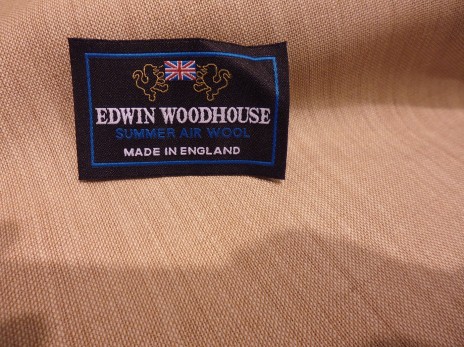 EDWIN WOODHOUSE
SUMMER AIR WOOL
MADE IN ENGLAND